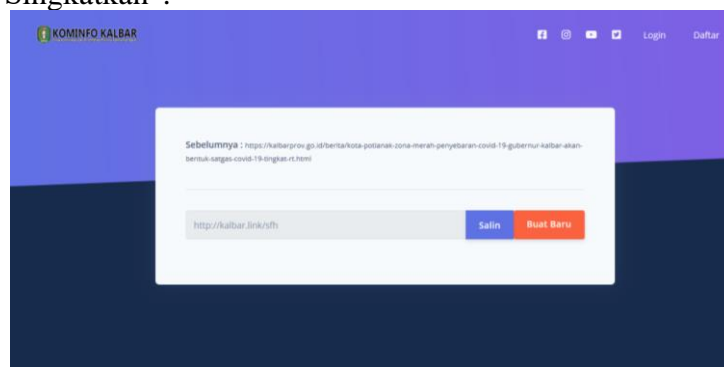 Singkatkan".
KOMINFO KALBAR
Login Daftar
Sebelumnya : https://kalbarprov.go.id/berita/kota-potianak-zona-merah-penyebaran-covid-19-gubernur-kalbar-akan-
bentuk-satgas-covid-19-tingkat-rt.html
http://kalbar.link/sfh Salin Buat Baru